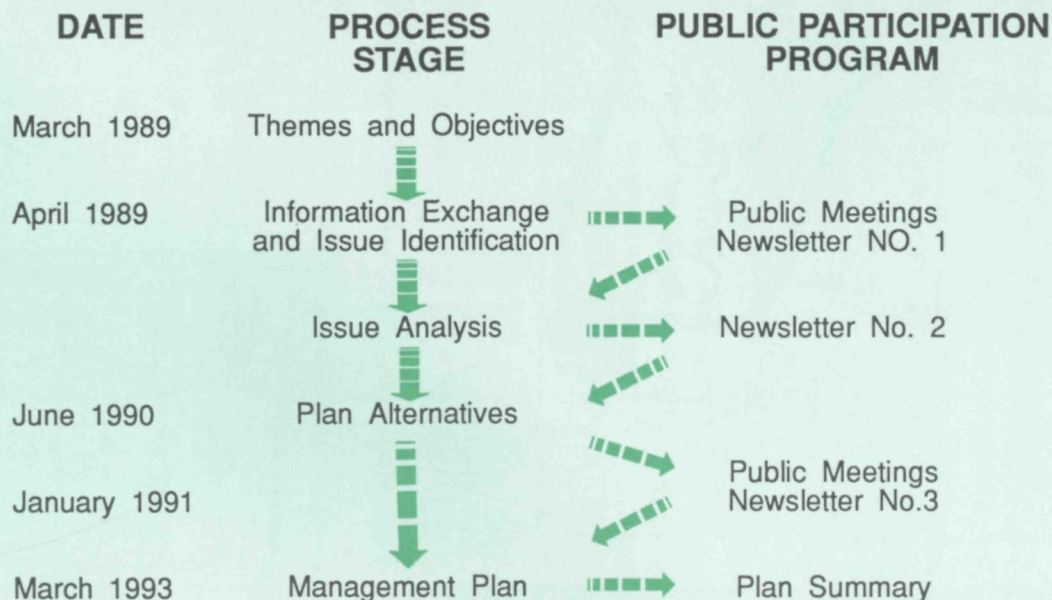 DATE
PROCESS
STAGE
PUBLIC PARTICIPATION
PROGRAM
March 1989
Themes and Objectives
April 1989
Information Exchange
and Issue Identification
Public Meetings
Newsletter NO. 1
Issue Analysis
Newsletter No. 2
June 1990
Plan Alternatives
Public Meetings
Newsletter No.3
January 1991
March 1993
Management Plan
Plan Summary